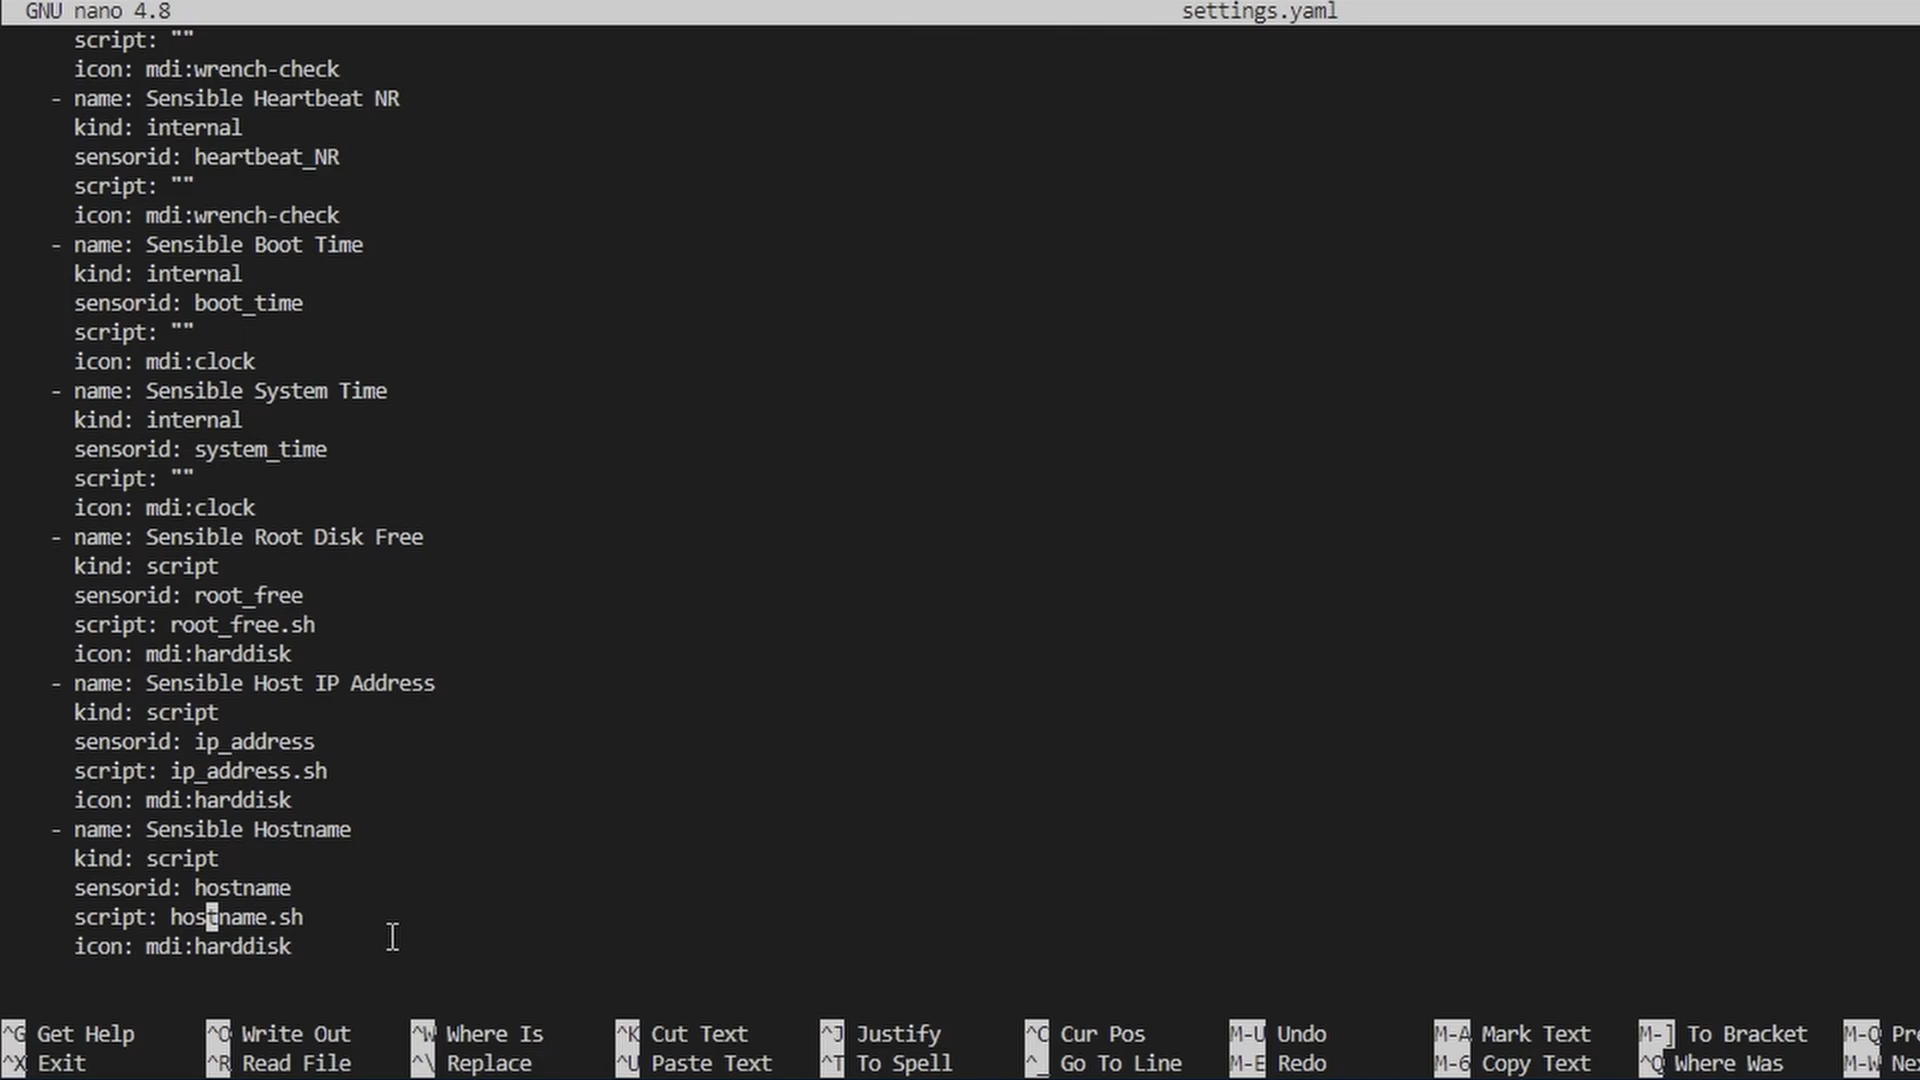 GNU nano 4.8 settings.yaml
script: ""
icon: mdi:wrench-check
- name: Sensible Heartbeat NR
kind: internal
sensorid: heartbeat_NR
script: ""
icon: mdi:wrench-check
- name: Sensible Boot Time
kind: internal
sensorid: boot_time
script: ""
icon: mdi:clock
- name: Sensible System Time
kind: internal
sensorid: system_time
script: ""
icon: mdi:clock
- name: Sensible Root Disk Free
kind: script
sensorid: root_free
script: root_free.sh
icon: mdi:harddisk
- name: Sensible Host IP Address
kind: script
sensorid: ip_address
script: ip_address.sh
icon: mdi:harddisk
- name: Sensible Hostname
kind: script
sensorid: hostname
script: hostname.sh
icon: mdi:harddisk
^G Get Help ^O Write Out ^W Where Is ^K Cut Text ^J Justify ^C Cur Pos M-U Undo M-A Mark Text M-] To Bracket M-Q
^X Exit ^R Read File ^\ Replace ^U Paste Text ^T To Spell ^_ Go To Line M-E Redo M-6 Copy Text ^Q Where Was M-W